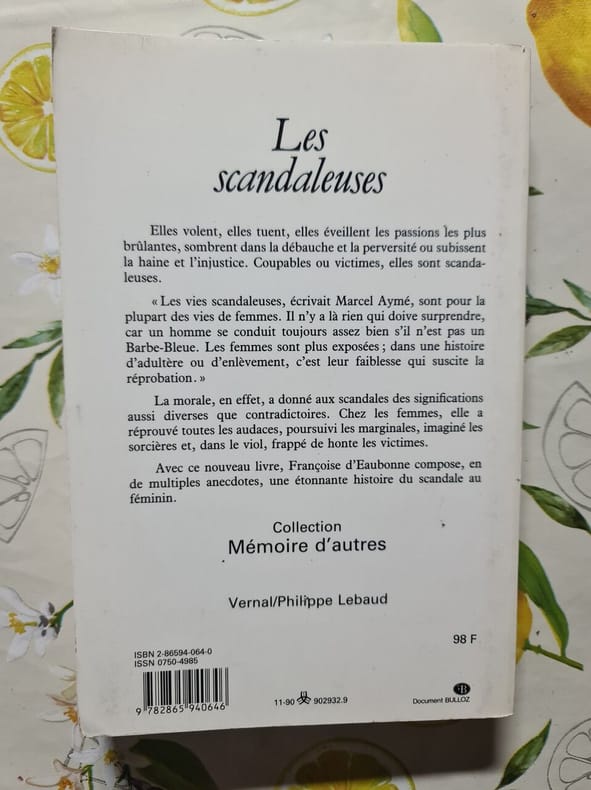 Les
scandaleuses
Elles volent, elles tuent, elles éveillent les passions les plus
brûlantes, sombrent dans la débauche et la perversité ou subissent
la haine et l'injustice. Coupables ou victimes, elles sont scanda-
leuses.
« Les vies scandaleuses, écrivait Marcel Aymé, sont pour la
plupart des vies de femmes. Il n'y a là rien qui doive surprendre,
car un homme se conduit toujours assez bien s'il n'est pas un
Barbe-Bleue. Les femmes sont plus exposées ; dans une histoire
d'adultère ou d'enlèvement, c'est leur faiblesse qui suscite la
réprobation. »
La morale, en effet, a donné aux scandales des significations
aussi diverses que contradictoires. Chez les femmes, elle a
réprouvé toutes les audaces, poursuivi les marginales, imaginé les
sorcières et, dans le viol, frappé de honte les victimes.
Avec ce nouveau livre, Françoise d'Eaubonne compose, en
de multiples anecdotes, une étonnante histoire du scandale au
féminin.
Collection
Mémoire d'autres
Vernal/Philippe Lebaud
98 F
ISBN 2-86594-064-0
ISSN 0750-4985
9 782865 940646
11-90 902932.9
Document BULLOZ